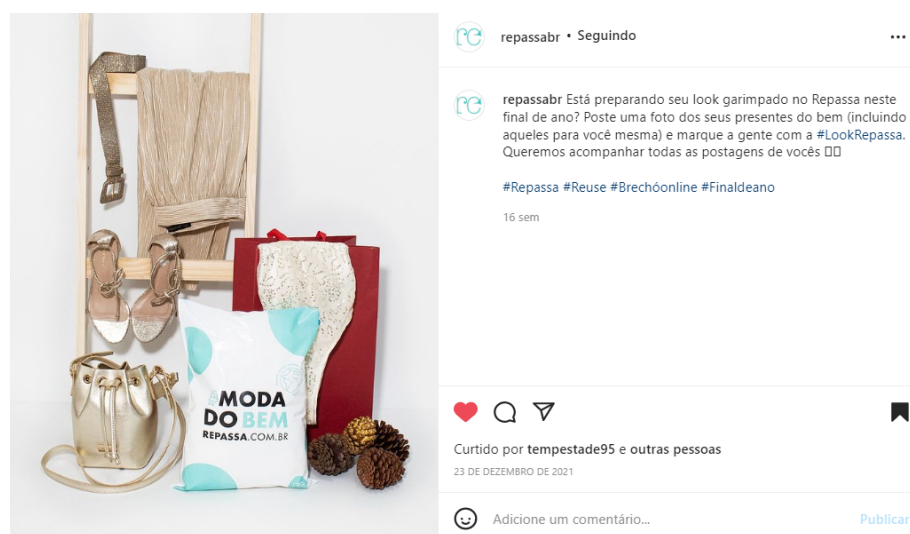 #MODA
DO BEM
REPASSA.COM.BR
re
repassabr • Seguindo
re
repassabr Está preparando seu look garimpado no Repassa neste
final de ano? Poste uma foto dos seus presentes do bem (incluindo
aqueles para você mesma) e marque a gente com a #LookRepassa.
Queremos acompanhar todas as postagens de vocês
#Repassa #Reuse #Brechóonline #Finaldeano
16 sem
Curtido por tempestade95 e outras pessoas
23 DE DEZEMBRO DE 2021
Adicione um comentário...
Publicar